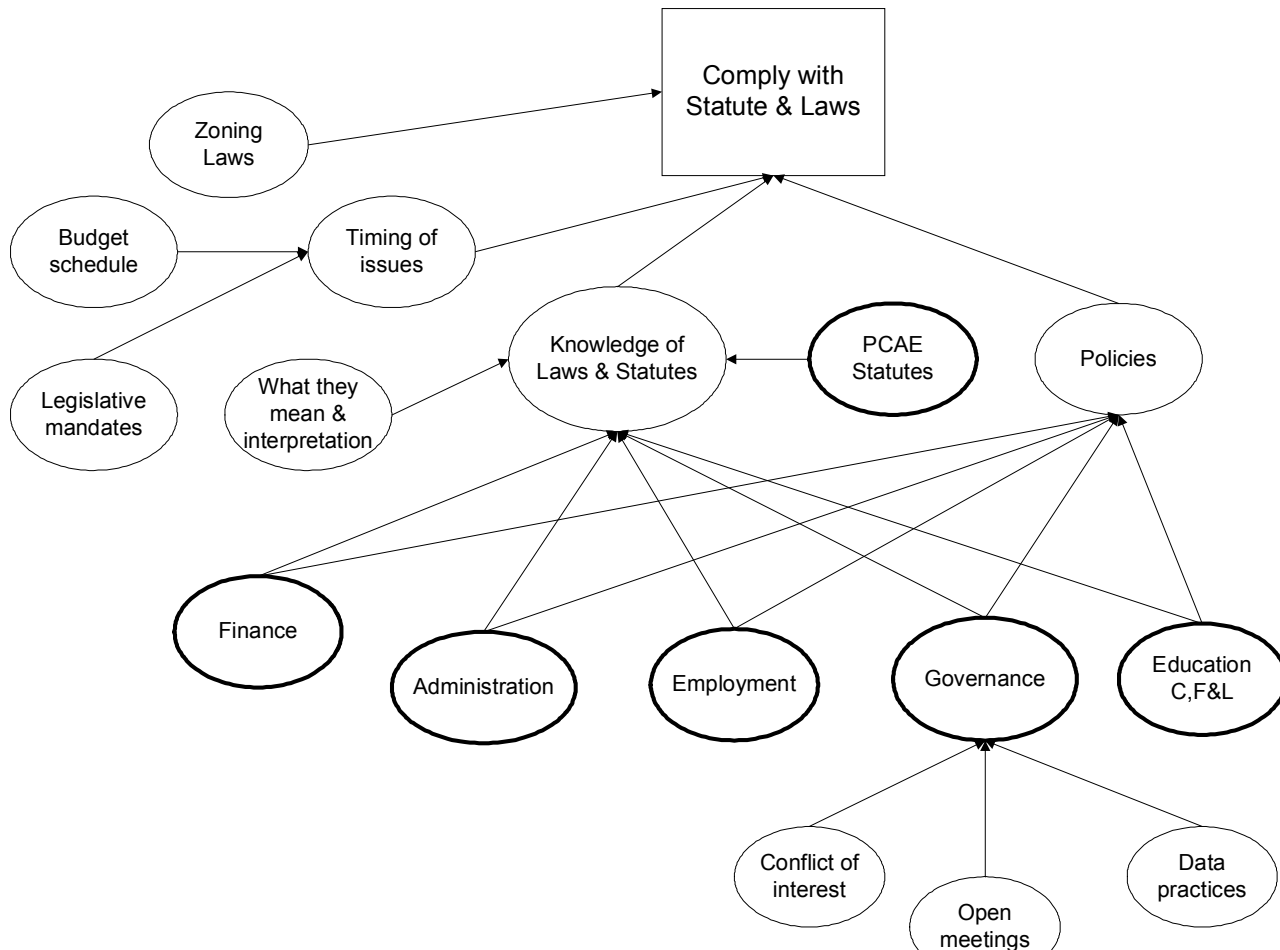 Comply with
Statute & Laws
Zoning
Laws
Budget
schedule
Timing of
issues
Knowledge of
Laws & Statutes
PCAE
Statutes
Policies
Legislative
mandates
What they
mean &
interpretation
Finance
Administration
Employment
Governance
Education
C,F&L
Conflict of
interest
Open
meetings
Data
practices